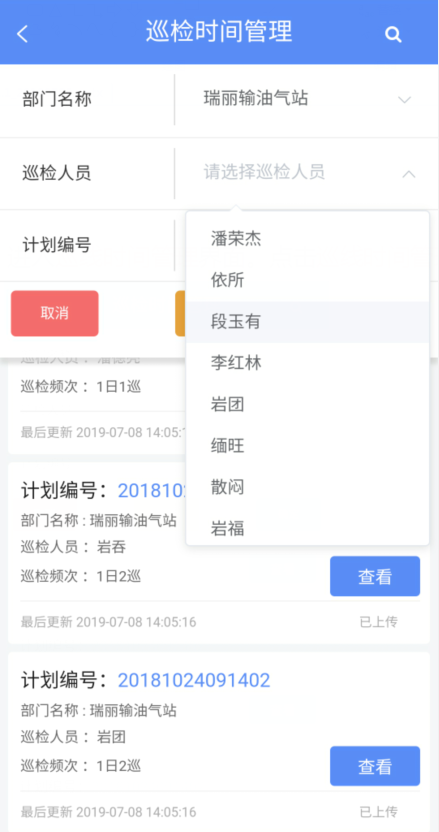 巡检时间管理
部门名称
瑞丽输油气站
巡检人员
请选择巡检人员
计划编号
潘荣杰
依所
段玉有
李红林
岩团
缅旺
散闷
岩福
取消
巡检频次：1日1巡
最后更新 2019-07-08 14:05:
计划编号：201810
部门名称 : 瑞丽输油气站
巡检人员： 岩吞
巡检频次：1日2巡
查看
最后更新 2019-07-08 14:05:16
已上传
计划编号：20181024091402
部门名称 : 瑞丽输油气站
巡检人员： 岩团
巡检频次：1日2巡
查看
最后更新 2019-07-08 14:05:16
已上传